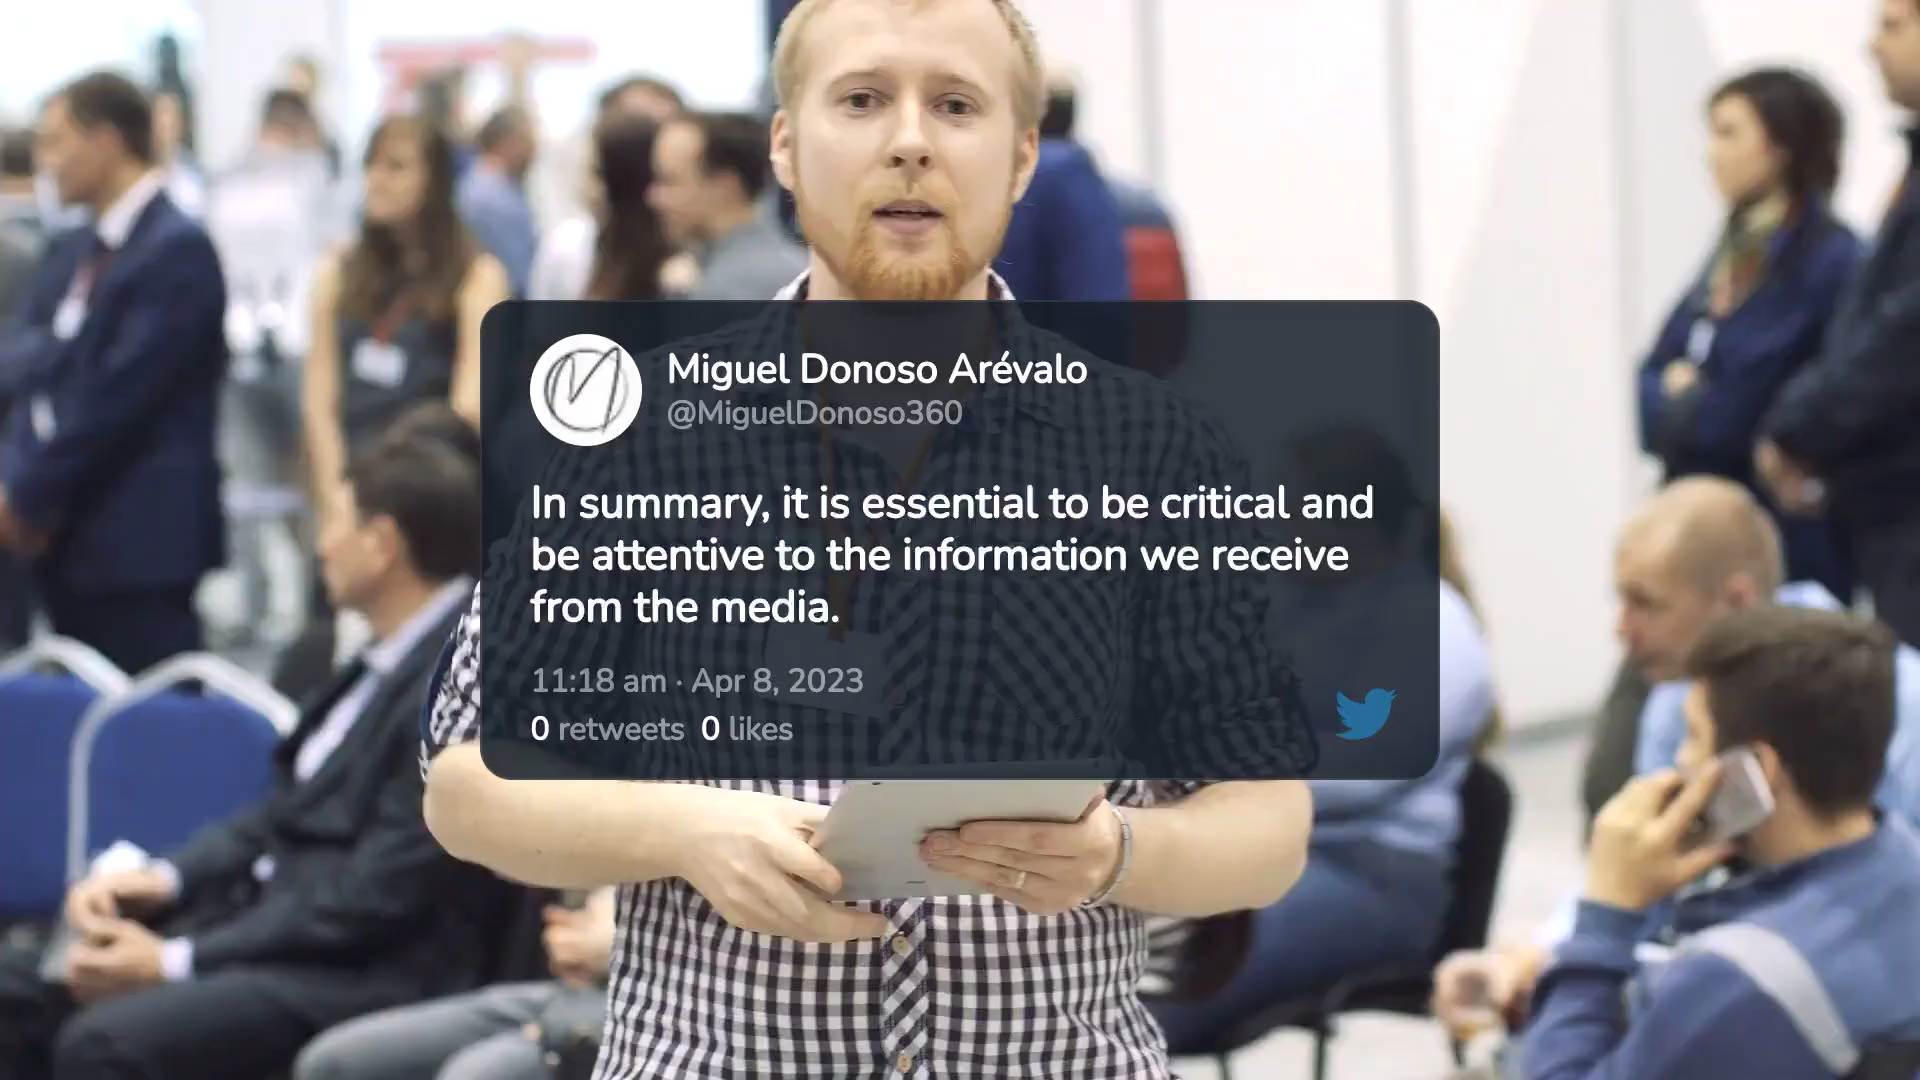 Miguel Donoso Arévalo
@MiguelDonoso360
In summary, it is essential to be critical and
be attentive to the information we receive
from the media.
11:18 am · Apr 8, 2023
0 retweets 0 likes